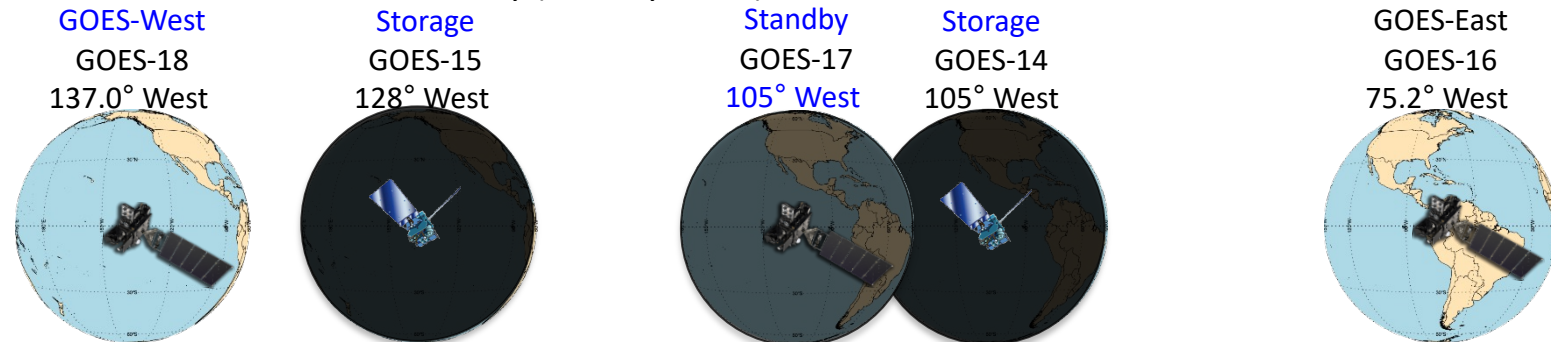 GOES-West
GOES-18
137.0° West
Storage
GOES-15
128° West
Standby
GOES-17
105° West
Storage
GOES-14
105° West
GOES-East
GOES-16
75.2° West